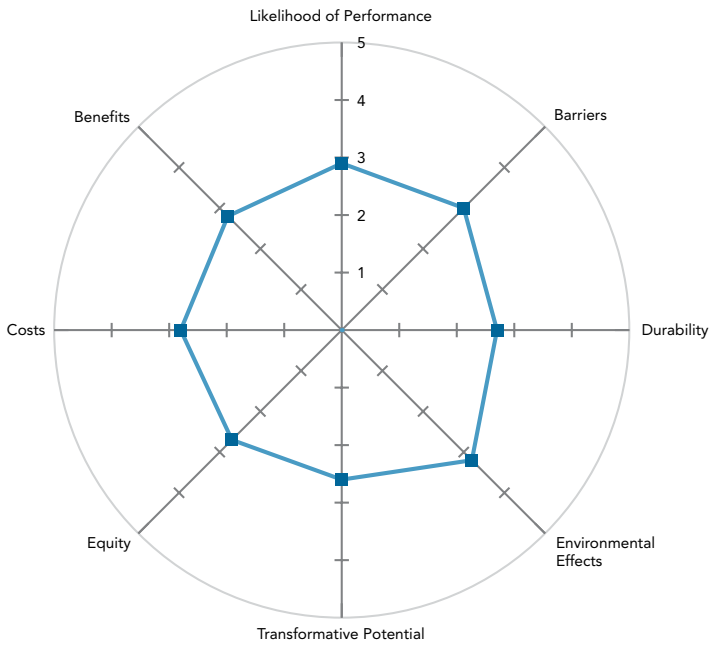 Likelihood of Performance
5
Benefits
Barriers
4
3
2
1
Costs
Durability
Equity
Environmental
Effects
Transformative Potential